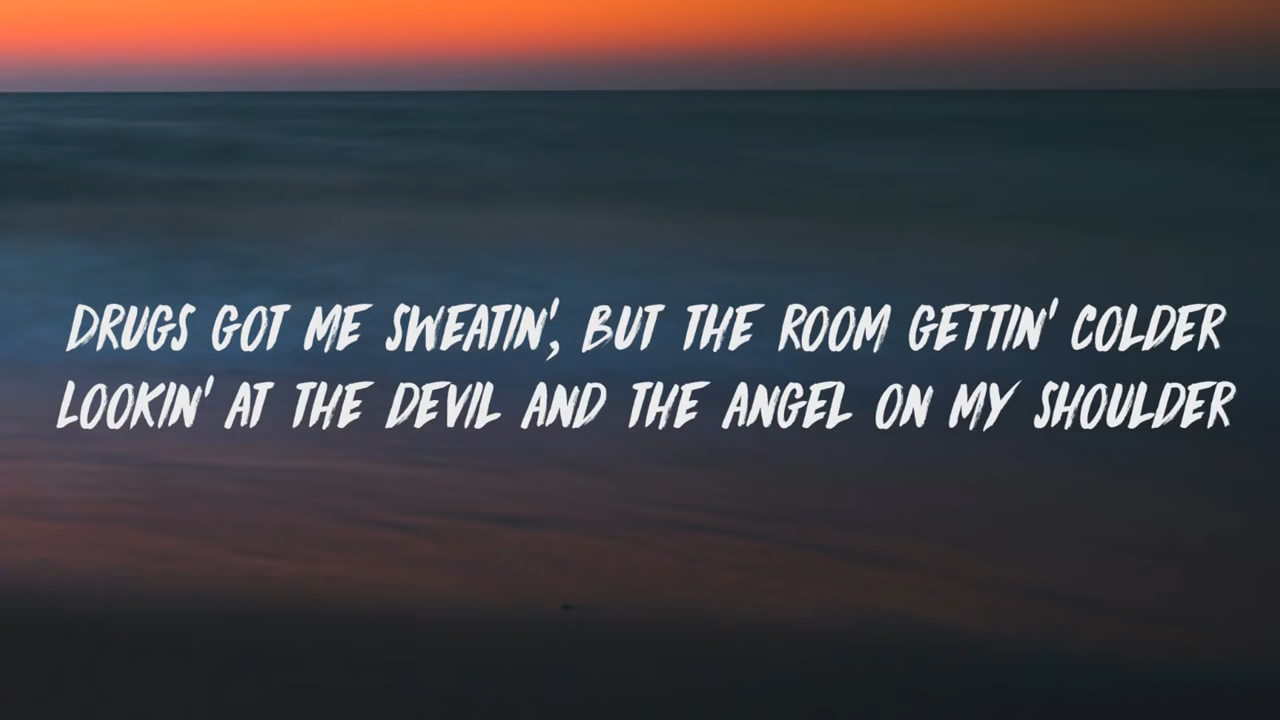 DRUGS GOT ME SWEATIN', BUT THE ROOM GETTIN' COLDER
LOOKIN' AT THE DEVIL AND THE ANGEL ON MY SHOULDER